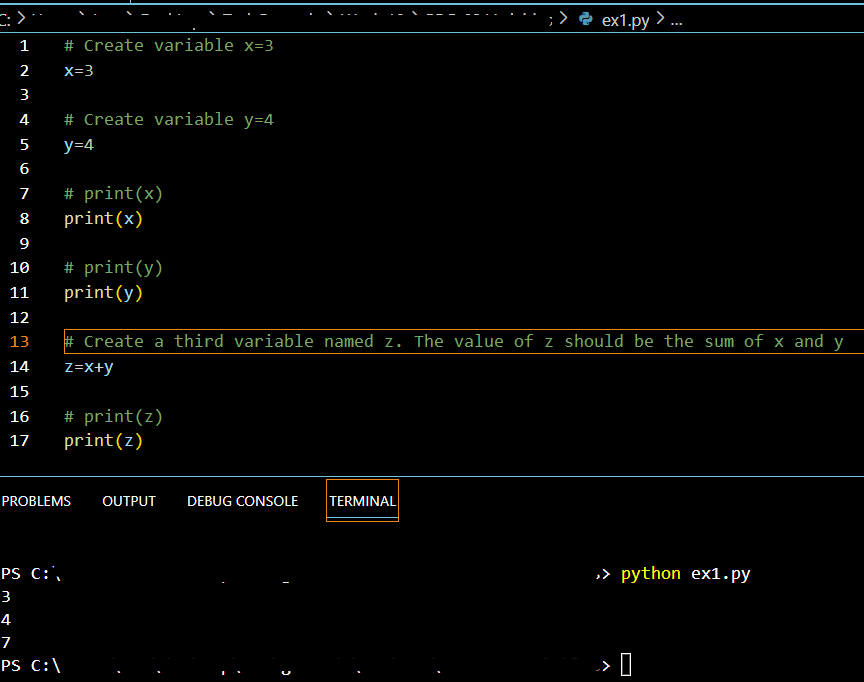 C: > ex1.py > ...
1 # Create variable x=3
2 x=3
3
4 # Create variable y=4
5 y=4
6
7 # print(x)
8 print(x)
9
10 # print(y)
11 print(y)
12
13 # Create a third variable named z. The value of z should be the sum of x and y
14 z=x+y
15
16 # print(z)
17 print(z)
PROBLEMS OUTPUT DEBUG CONSOLE TERMINAL
PS C:\ > python ex1.py
3
4
7
PS C:\ >